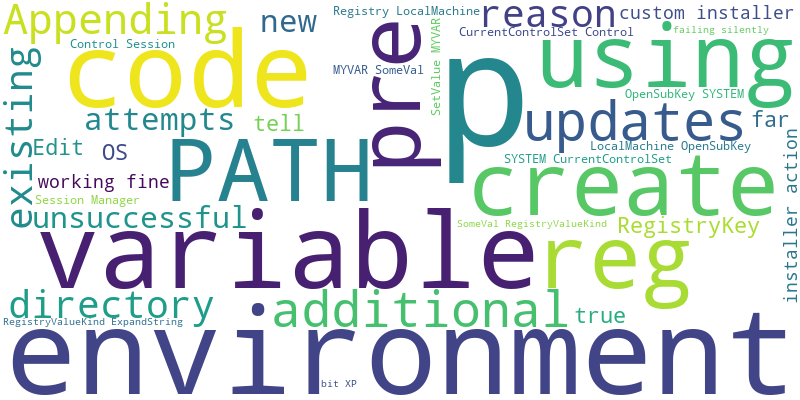 Appending
new
Registry LocalMachine
reason
custom installer
Control Session
code
pre
CurrentControlSet Control
failing silently
existing
MYVAR SomeVal
SetValue MYVAR
p
using
OpenSubKey SYSTEM
attempts
tell
updates
far
Edit
OS
PATH
LocalMachine OpenSubKey
working fine
SYSTEM CurrentControlSet
create
installer action
Session Manager
unsuccessful
variable
SomeVal RegistryValueKind
RegistryKey
reg
directory
additional
true
RegistryValueKind ExpandString
environment
bit XP